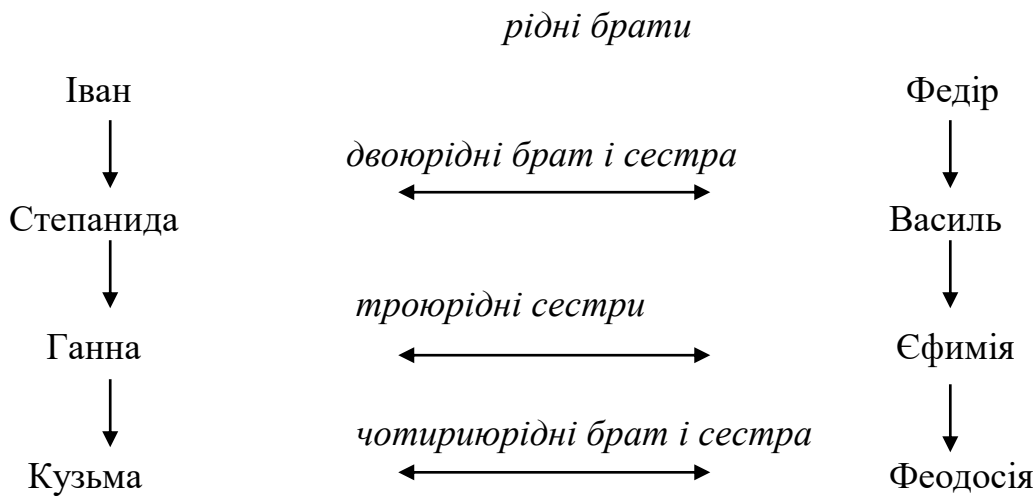 рідні брати
Іван Федір
двоюрідні брат і сестра
Степанида Василь
троюрідні сестри
Ганна Єфимія
чотириюрідні брат і сестра
Кузьма Феодосія